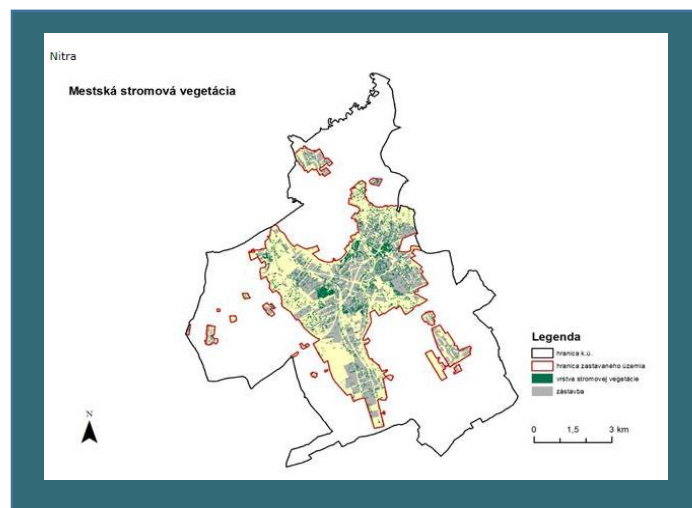 Nitra
Mestská stromová vegetácia
Legenda
hranica k.ú.
hranica zastavaného územia
vrstva stromovej vegetácie
zástavba
N
0 1,5 3 km